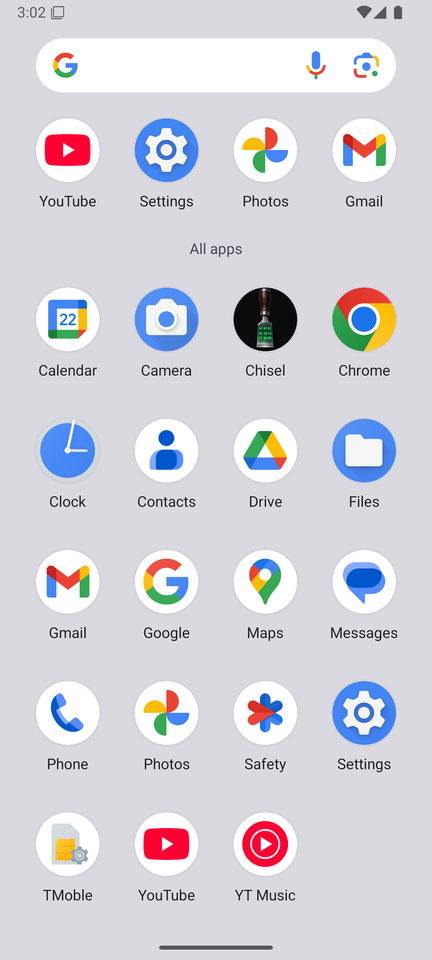 3:02
YouTube
Settings
Photos
Gmail
All apps
22
Calendar
Camera
Chisel
Chrome
Clock
Contacts
Drive
Files
Gmail
Google
Maps
Messages
Phone
Photos
Safety
Settings
TMoble
YouTube
YT Music